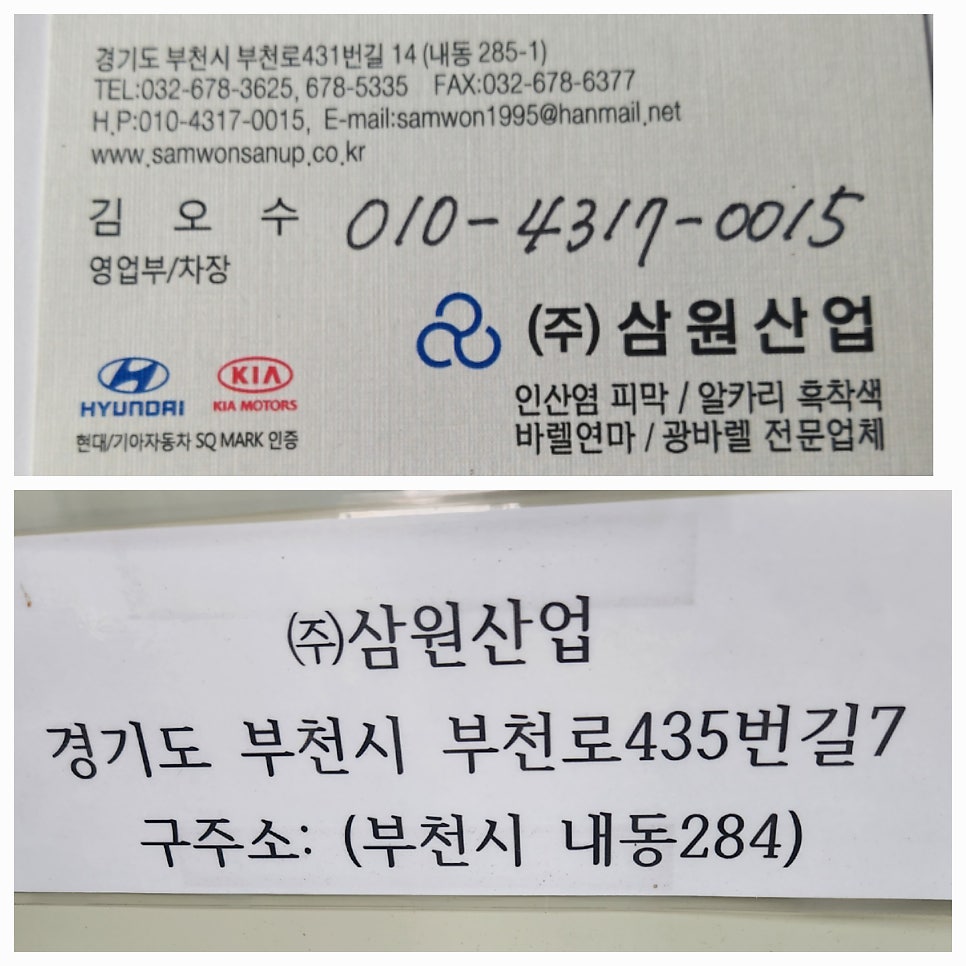 경기도 부천시 부천로431번길 14 (내동 285-1)
TEL:032-678-3625, 678-5335 FAX:032-678-6377
H.P:010-4317-0015, E-mail:samwon1995@hanmail.net
www.samwonsanup.co.kr
김 오 수 010-4317-0015
영업부/차장
(주) 삼원산업
HYUNDAI
KIA
KIA MOTORS
현대/기아자동차 SQ MARK 인증
인산염 피막 / 알카리 흑착색
바렐연마 / 광바렐 전문업체
㈜삼원산업
경기도 부천시 부천로435번길7
구주소: (부천시 내동284)